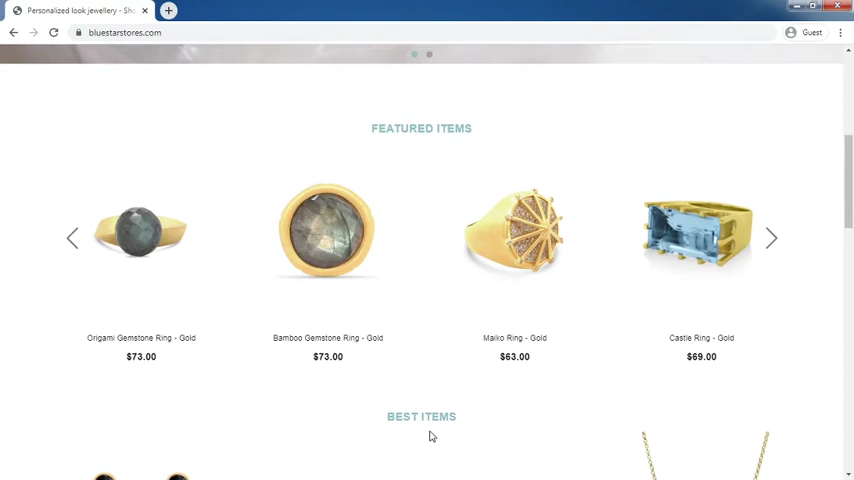 Personalized look jewellery - Sho
bluestarstores.com
Guest
FEATURED ITEMS
Origami Gemstone Ring - Gold
$73.00
Bamboo Gemstone Ring - Gold
$73.00
Maiko Ring - Gold
$63.00
Castle Ring - Gold
$69.00
BEST ITEMS